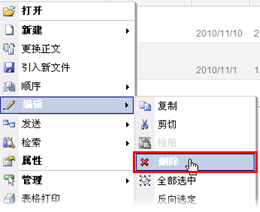 打开
新建
2010/11/10
更换正文
引入新文件
2010/11/1
顺序
编辑
复制
发送
剪切
检索
粘贴
属性
删除
管理
全部选中
表格打印
反向选定